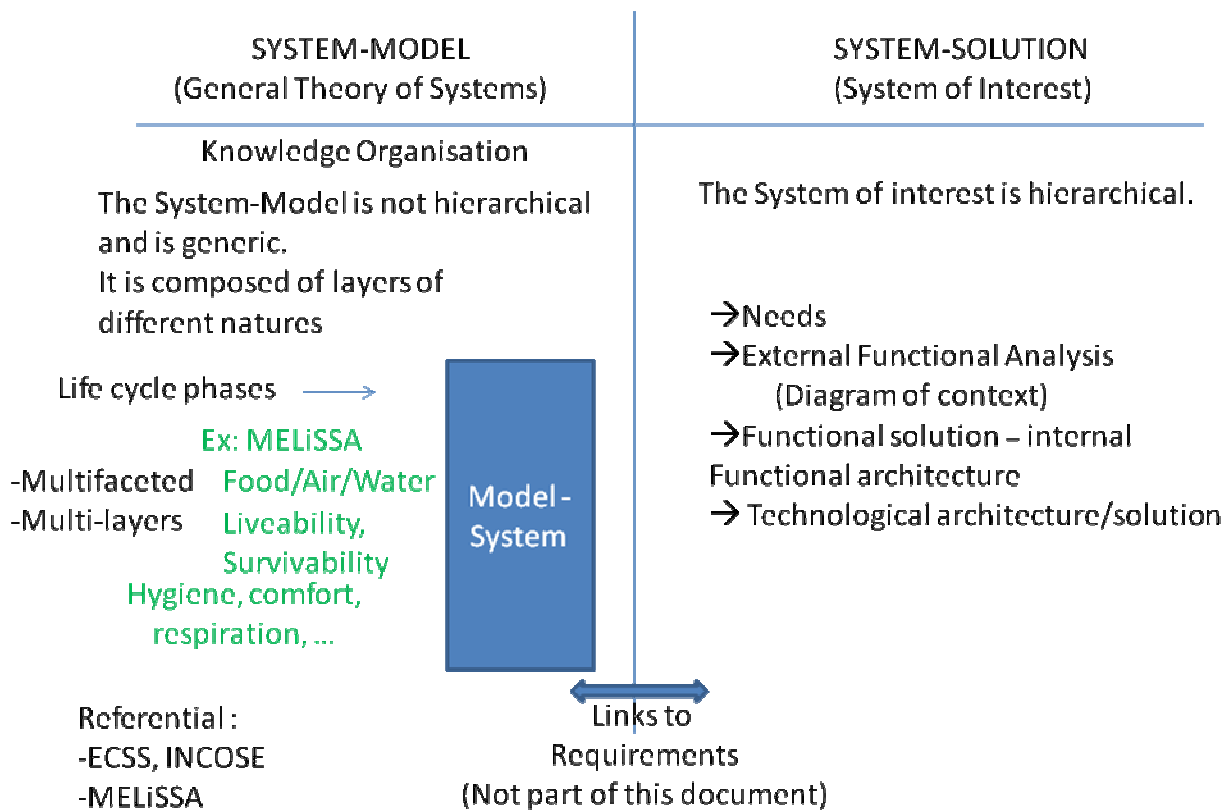 SYSTEM-MODEL
(General Theory of Systems)
SYSTEM-SOLUTION
(System of Interest)
Knowledge Organisation
The System-Model is not hierarchical
and is generic.
It is composed of layers of
different natures
Life cycle phases
Ex: MELiSSA
-Multifaceted
Food/Air/Water
-Multi-layers
Liveability,
Survivability
Hygiene, comfort,
respiration, ...
Model-
System
Referential :
-ECSS, INCOSE
-MELiSSA
Links to
Requirements
(Not part of this document)
The System of interest is hierarchical.
→Needs
→External Functional Analysis
(Diagram of context)
→Functional solution – internal
Functional architecture
→ Technological architecture/solution